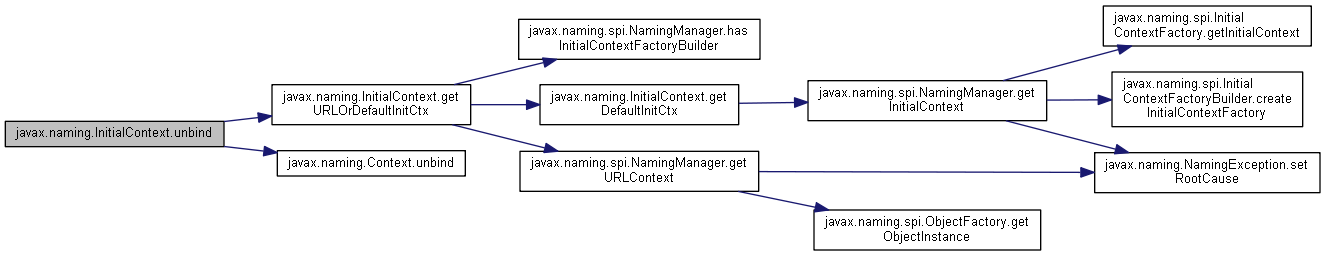 javax.naming.InitialContext.unbind
javax.naming.InitialContext.get
URLOrDefaultInitCtx
javax.naming.Context.unbind
javax.naming.spi.NamingManager.has
InitialContextFactoryBuilder
javax.naming.InitialContext.get
DefaultInitCtx
javax.naming.spi.NamingManager.get
URLContext
javax.naming.spi.NamingManager.get
InitialContext
javax.naming.spi.ObjectFactory.get
ObjectInstance
javax.naming.spi.Initial
ContextFactory.getInitialContext
javax.naming.spi.Initial
ContextFactoryBuilder.create
InitialContextFactory
javax.naming.NamingException.set
RootCause